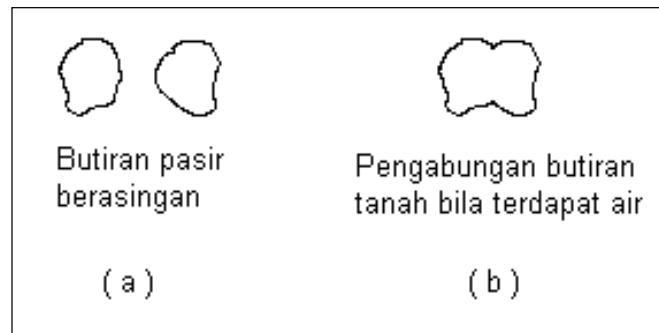 Butiran pasir
berasingan
( a )
Pengabungan butiran
tanah bila terdapat air
( b )